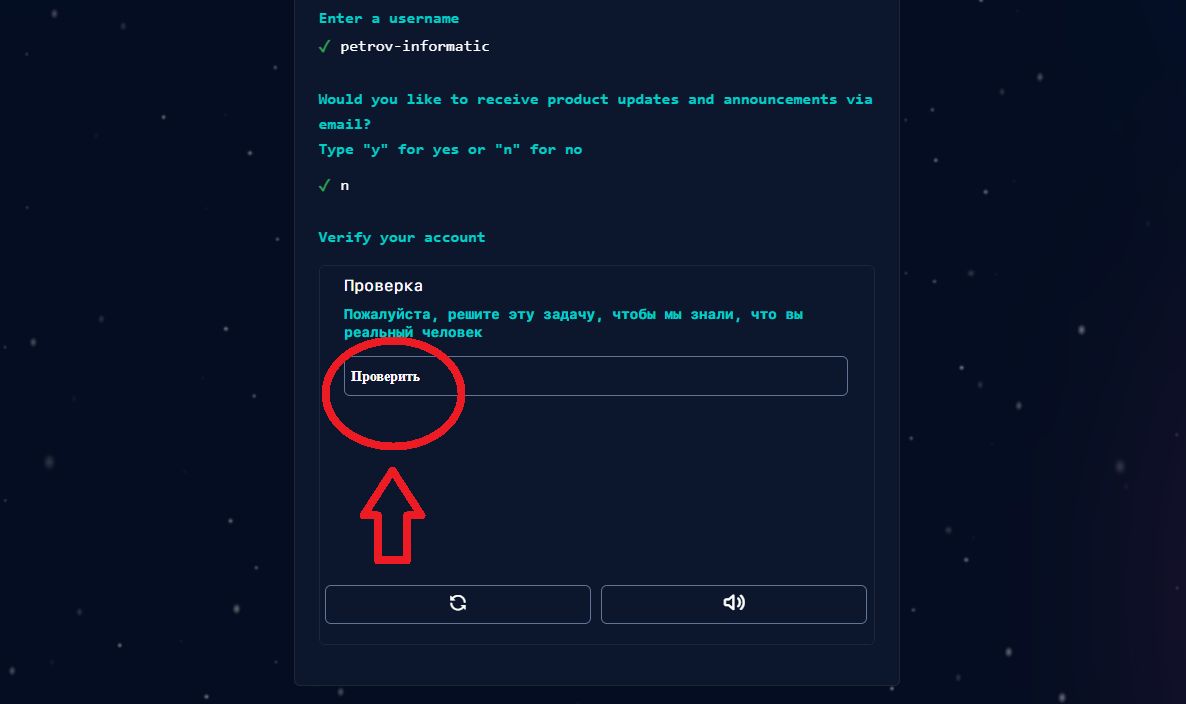 Enter a username
✓ petrov-informatic
Would you like to receive product updates and announcements via
email?
Type "y" for yes or "n" for no
✓ n
Verify your account
Проверка
Пожалуйста, решите эту задачу, чтобы мы знали, что вы
реальный человек
Проверить